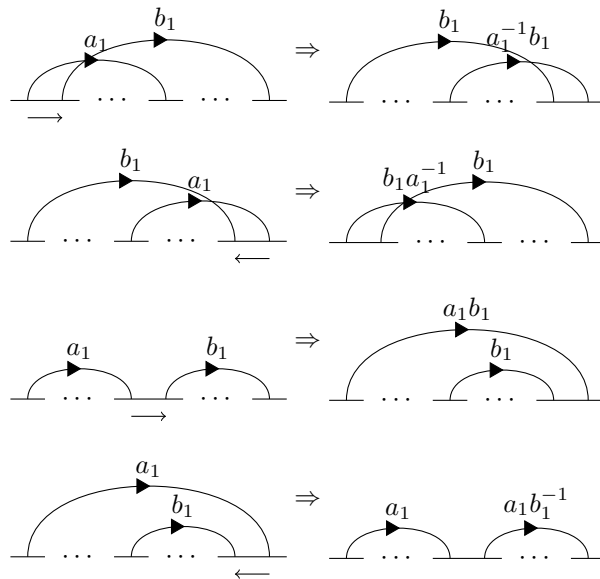 a₁ b₁ ⇒ b₁ a₁⁻¹b₁
··· ··· ··· ···
b₁ a₁ ⇒ b₁a₁⁻¹ b₁
··· ··· ··· ···
a₁ b₁ ⇒ a₁b₁ b₁
··· ··· ··· ···
a₁ b₁ ⇒ a₁ a₁b₁⁻¹
··· ··· ··· ···